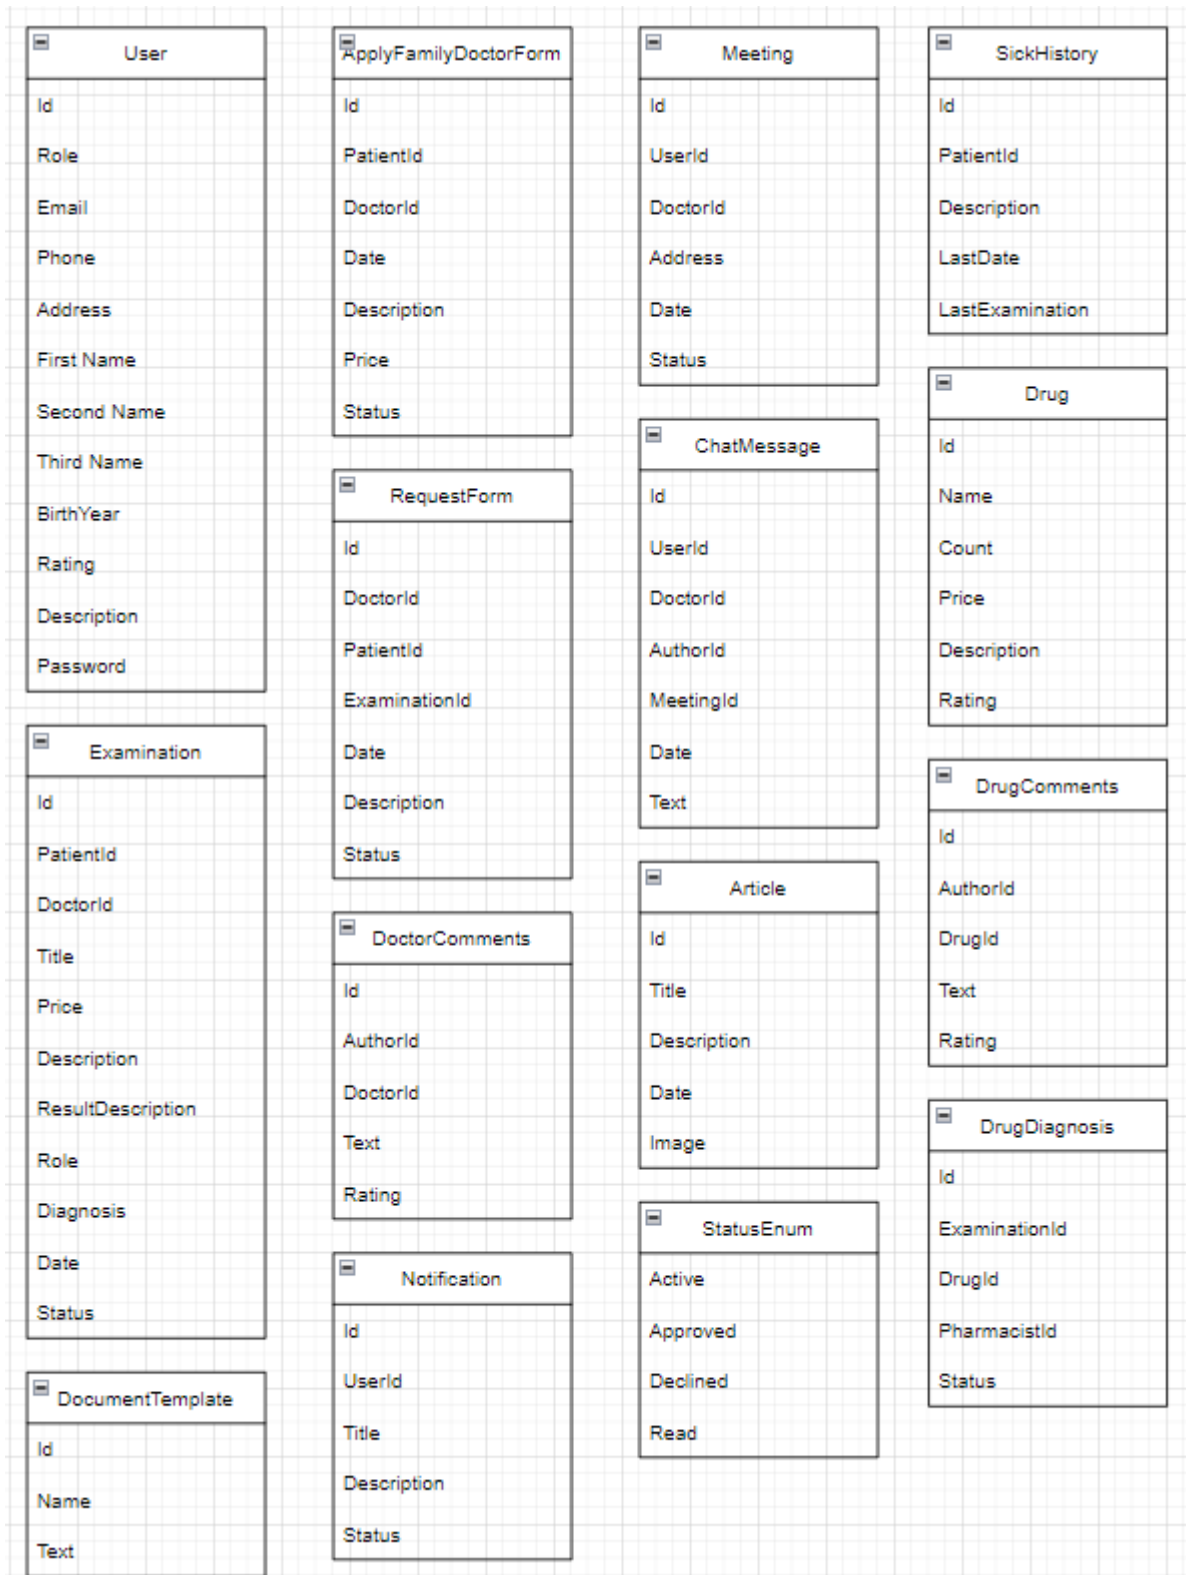 User
Id
Role
Email
Phone
Address
First Name
Second Name
Third Name
BirthYear
Rating
Description
Password
Examination
Id
PatientId
DoctorId
Title
Price
Description
ResultDescription
Role
Diagnosis
Date
Status
DocumentTemplate
Id
Name
Text
ApplyFamilyDoctorForm
Id
PatientId
DoctorId
Date
Description
Price
Status
RequestForm
Id
DoctorId
PatientId
ExaminationId
Date
Description
Status
DoctorComments
Id
AuthorId
DoctorId
Text
Rating
Notification
Id
UserId
Title
Description
Status
Meeting
Id
UserId
DoctorId
Address
Date
Status
ChatMessage
Id
UserId
DoctorId
AuthorId
MeetingId
Date
Text
Article
Id
Title
Description
Date
Image
StatusEnum
Active
Approved
Declined
Read
SickHistory
Id
PatientId
Description
LastDate
LastExamination
Drug
Id
Name
Count
Price
Description
Rating
DrugComments
Id
AuthorId
DrugId
Text
Rating
DrugDiagnosis
Id
ExaminationId
DrugId
PharmacistId
Status